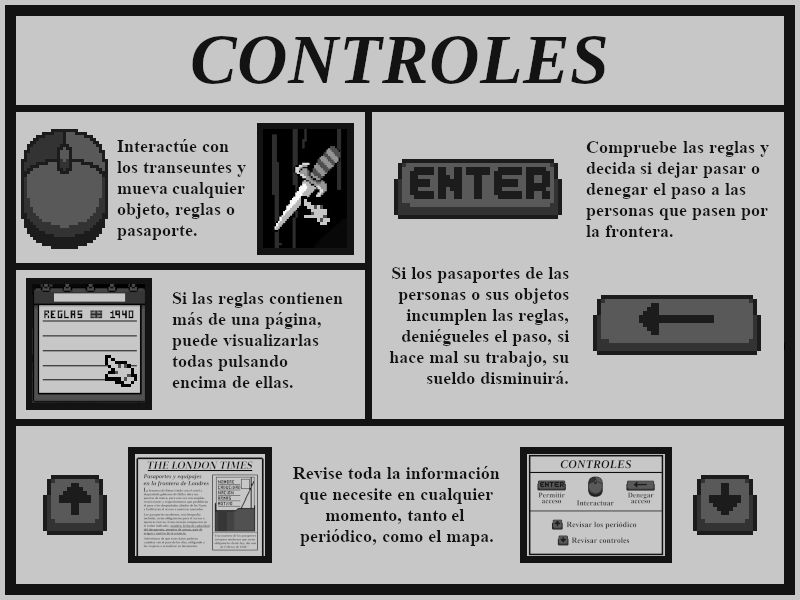 CONTROLES
Interactúe con
los transeuntes y
mueva cualquier
objeto, reglas o
pasaporte.
Si las reglas contienen
más de una página,
puede visualizarlas
todas pulsando
encima de ellas.
REGLAS
1940
ENTER
Compruebe las reglas y
decida si dejar pasar o
denegar el paso a las
personas que pasen por
la frontera.
Si los pasaportes de las
personas o sus objetos
incumplen las reglas,
deniégueles el paso, si
hace mal su trabajo, su
sueldo disminuirá.
THE LONDON TIMES
Pasaportes y equipajes
en la frontera de Londres
NOMBRE
Revise toda la información
que necesite en cualquier
momento, tanto el
periódico, como el mapa.
CONTROLES
ENTER
Permitir
acceso
Interactuar
Denegar
acceso
Revisar los periódico
Revisar controles